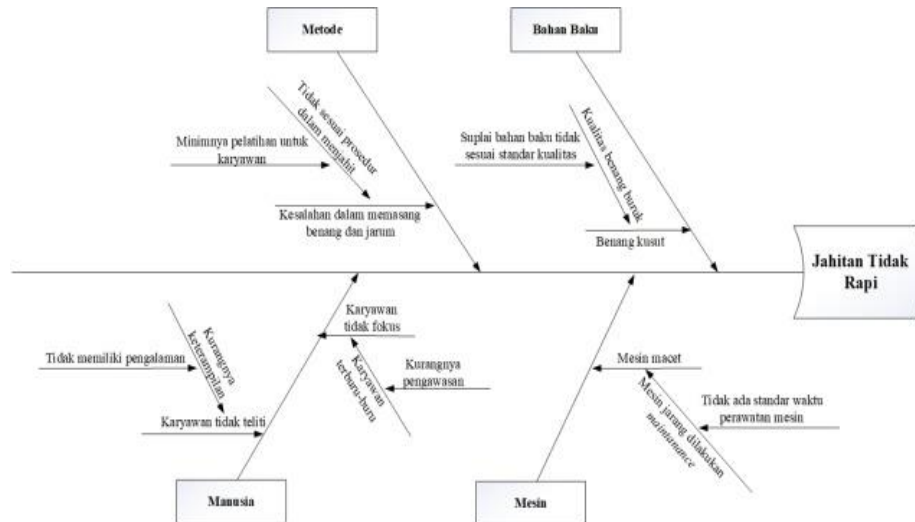 Metode
Bahan Baku
Tidak sesuai prosedur
dalam menjahit
Minimnya pelatihan untuk
karyawan
Kesalahan dalam memasang
benang dan jarum
Kualitas benang buruk
Suplai bahan baku tidak
sesuai standar kualitas
Benang kusut
Jahitan Tidak
Rapi
Kurangnya
keterampilan
Tidak memiliki pengalaman
Karyawan tidak teliti
Karyawan
tidak fokus
Karyawan
terburu-buru
Kurangnya
pengawasan
Mesin macet
Mesin jarang dilakukan
maintanance
Tidak ada standar waktu
perawatan mesin
Manusia
Mesin